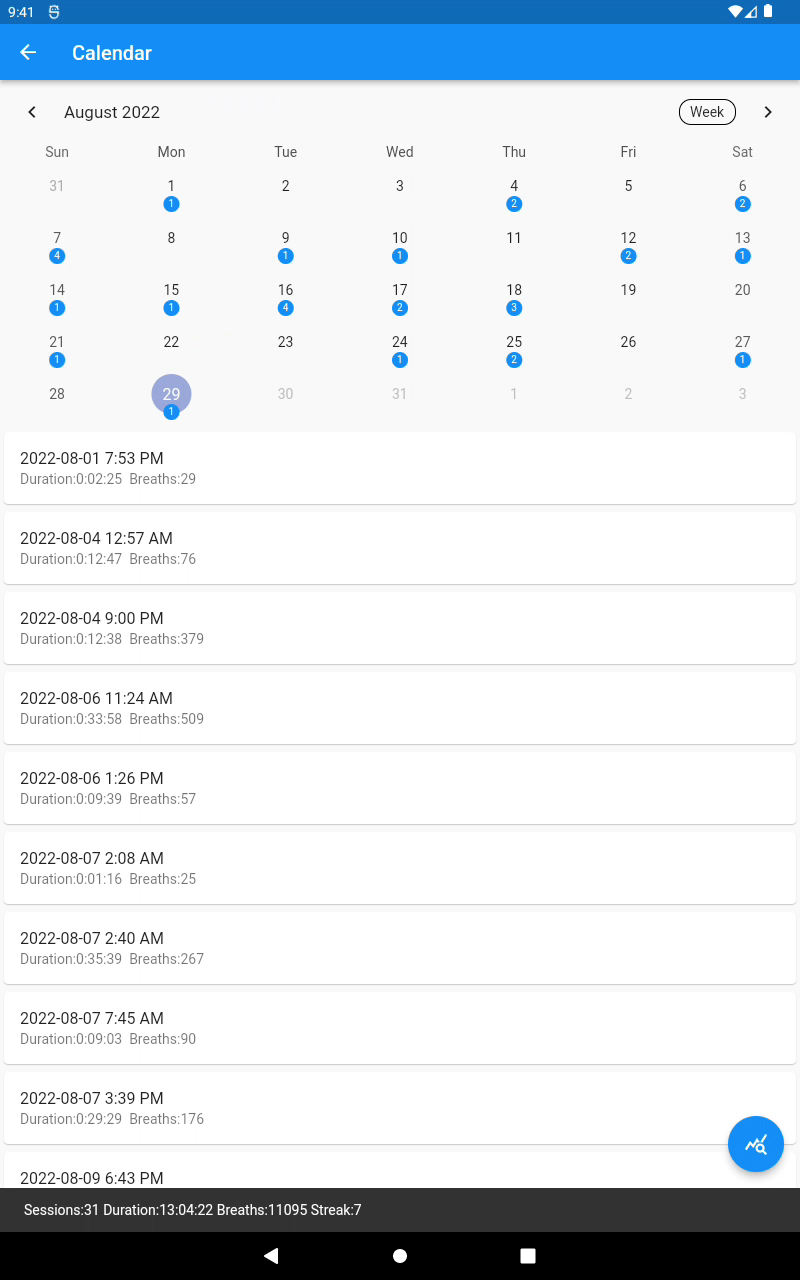 9:41
Calendar
August 2022 Week
Sun Mon Tue Wed Thu Fri Sat
31 1 2 3 4 5 6
1 2 2
7 8 9 10 11 12 13
4 1 1 2 1
14 15 16 17 18 19 20
1 1 4 2 3
21 22 23 24 25 26 27
1 1 2 1
28 29 30 31 1 2 3
1
2022-08-01 7:53 PM
Duration:0:02:25 Breaths:29
2022-08-04 12:57 AM
Duration:0:12:47 Breaths:76
2022-08-04 9:00 PM
Duration:0:12:38 Breaths:379
2022-08-06 11:24 AM
Duration:0:33:58 Breaths:509
2022-08-06 1:26 PM
Duration:0:09:39 Breaths:57
2022-08-07 2:08 AM
Duration:0:01:16 Breaths:25
2022-08-07 2:40 AM
Duration:0:35:39 Breaths:267
2022-08-07 7:45 AM
Duration:0:09:03 Breaths:90
2022-08-07 3:39 PM
Duration:0:29:29 Breaths:176
2022-08-09 6:43 PM
Sessions:31 Duration:13:04:22 Breaths:11095 Streak:7